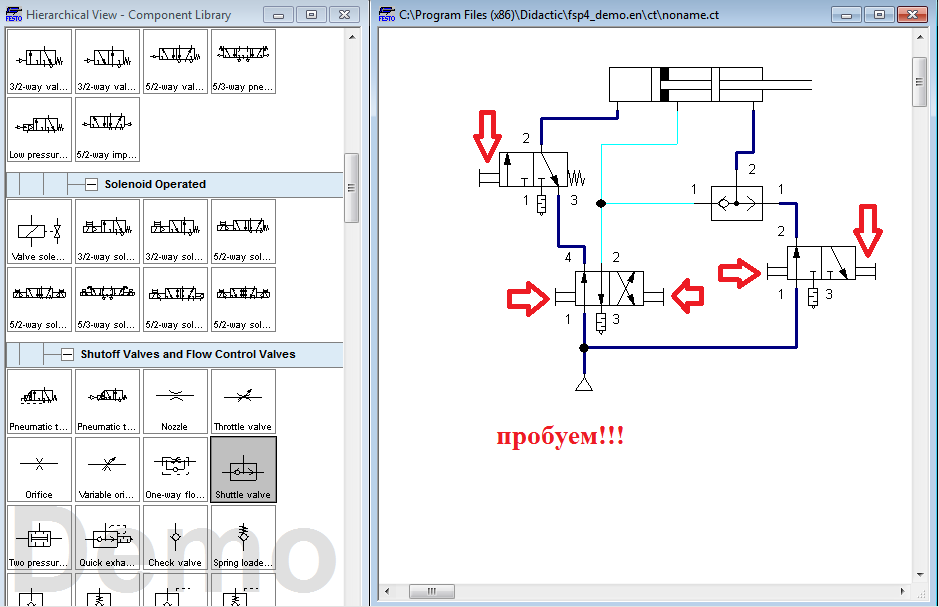 FESTO
Hierarchical View - Component Library
3/2-way val...
3/2-way val...
5/2-way val...
5/3-way pne...
Low pressur...
5/2-way imp...
Solenoid Operated
Valve sole...
3/2-way sol...
3/2-way sol...
5/2-way sol...
5/2-way sol...
5/3-way sol...
5/2-way sol...
5/2-way sol...
Shutoff Valves and Flow Control Valves
Pneumatic t...
Pneumatic t...
Nozzle
Throttle valve
Orifice
Variable ori...
One-way flo...
Shuttle valve
Two pressur...
Quick exha...
Check valve
Spring loade...
Demo
FESTO
C:\Program Files (x86)\Didactic\fsp4_demo.en\ct\noname.ct
2
1
3
2
1
1
2
1
3
4
2
1
3
пробуем!!!